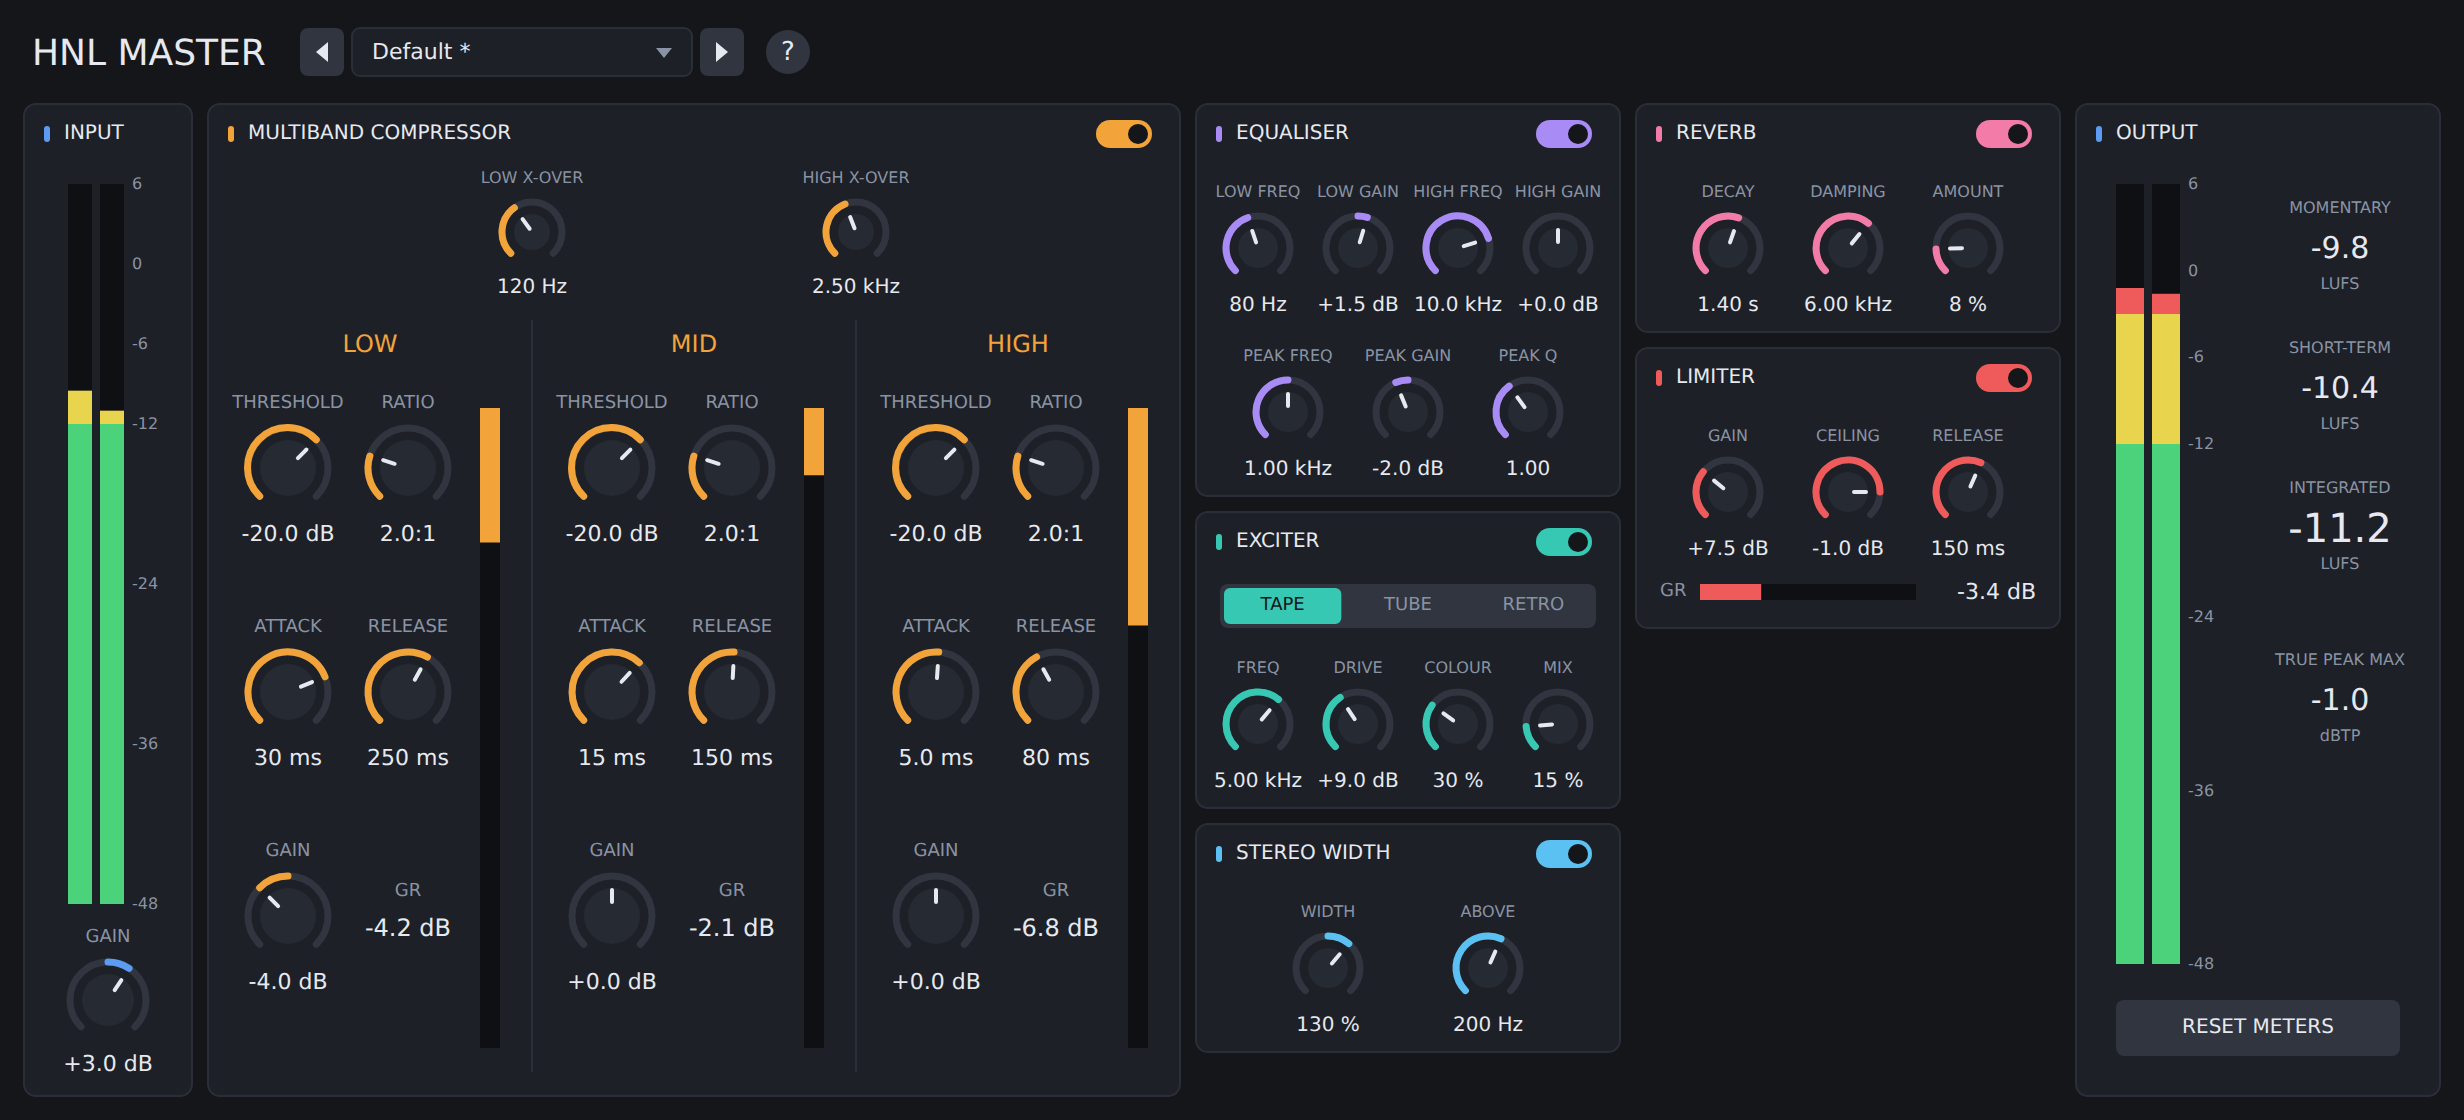 HNL MASTER
Default *
?
INPUT
6
0
-6
-12
-24
-36
-48
GAIN
+3.0 dB
MULTIBAND COMPRESSOR
LOW X-OVER
HIGH X-OVER
120 Hz
2.50 kHz
LOW
THRESHOLD
RATIO
-20.0 dB
2.0:1
ATTACK
RELEASE
30 ms
250 ms
GAIN
GR
-4.2 dB
-4.0 dB
MID
THRESHOLD
RATIO
-20.0 dB
2.0:1
ATTACK
RELEASE
15 ms
150 ms
GAIN
GR
-2.1 dB
+0.0 dB
HIGH
THRESHOLD
RATIO
-20.0 dB
2.0:1
ATTACK
RELEASE
5.0 ms
80 ms
GAIN
GR
-6.8 dB
+0.0 dB
EQUALISER
LOW FREQ LOW GAIN HIGH FREQ HIGH GAIN
80 Hz +1.5 dB 10.0 kHz +0.0 dB
PEAK FREQ PEAK GAIN PEAK Q
1.00 kHz -2.0 dB 1.00
EXCITER
TAPE TUBE RETRO
FREQ DRIVE COLOUR MIX
5.00 kHz +9.0 dB 30 % 15 %
STEREO WIDTH
WIDTH ABOVE
130 % 200 Hz
REVERB
DECAY DAMPING AMOUNT
1.40 s 6.00 kHz 8 %
LIMITER
GAIN CEILING RELEASE
+7.5 dB -1.0 dB 150 ms
GR -3.4 dB
OUTPUT
6
0
-6
-12
-24
-36
-48
MOMENTARY
-9.8
LUFS
SHORT-TERM
-10.4
LUFS
INTEGRATED
-11.2
LUFS
TRUE PEAK MAX
-1.0
dBTP
RESET METERS